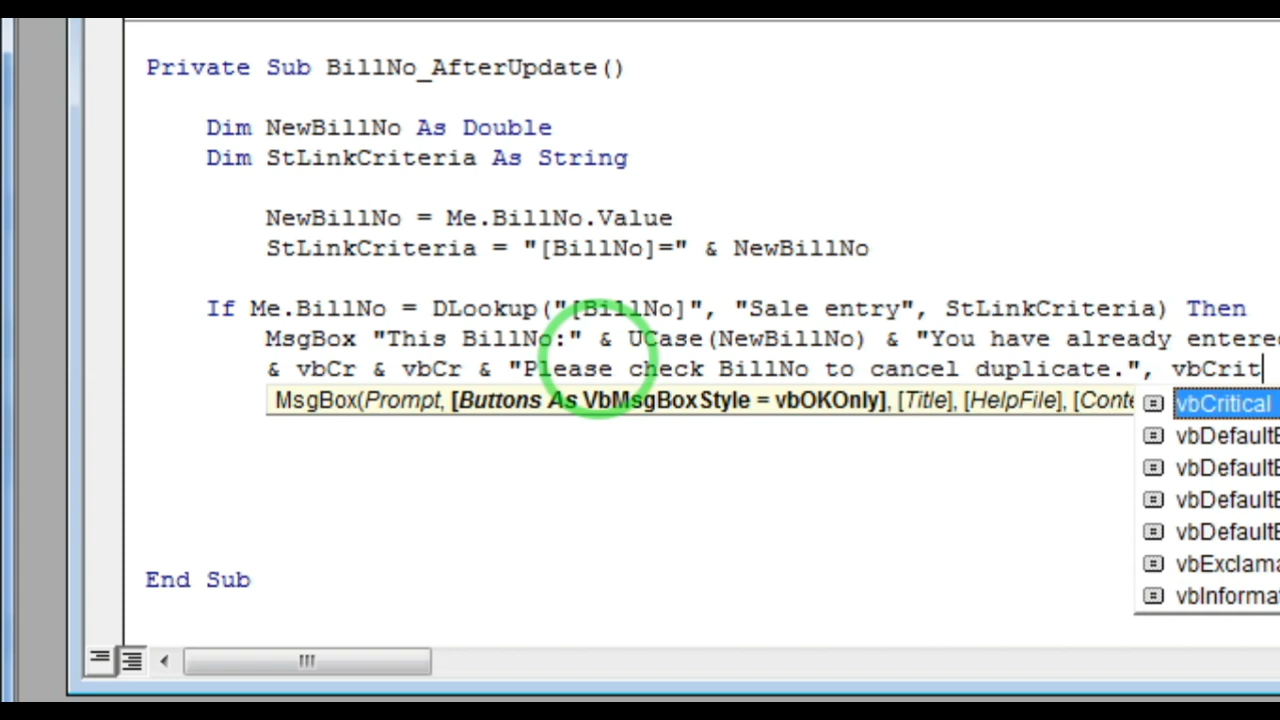 Private Sub BillNo_AfterUpdate()
Dim NewBillNo As Double
Dim StLinkCriteria As String
NewBillNo = Me.BillNo.Value
StLinkCriteria = "[BillNo]=" & NewBillNo
If Me.BillNo = DLookup("[BillNo]", "Sale entry", StLinkCriteria) Then
MsgBox "This BillNo:" & UCase(NewBillNo) & "You have already entered
& vbCr & vbCr & "Please check BillNo to cancel duplicate.", vbCrit
MsgBox(Prompt, [Buttons As VbMsgBoxStyle = vbOKOnly], [Title], [HelpFile], [Conte
vbCritical
vbDefaultB
vbDefaultB
vbDefaultB
vbDefaultB
vbExclama
vbInforma
End Sub